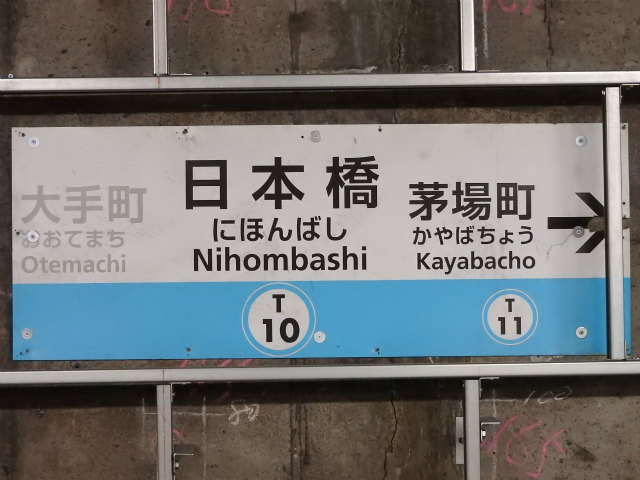 大手町
おおてまち
Otemachi
日本橋
にほんばし
Nihombashi
T
10
茅場町
かやばちょう
Kayabacho
T
11